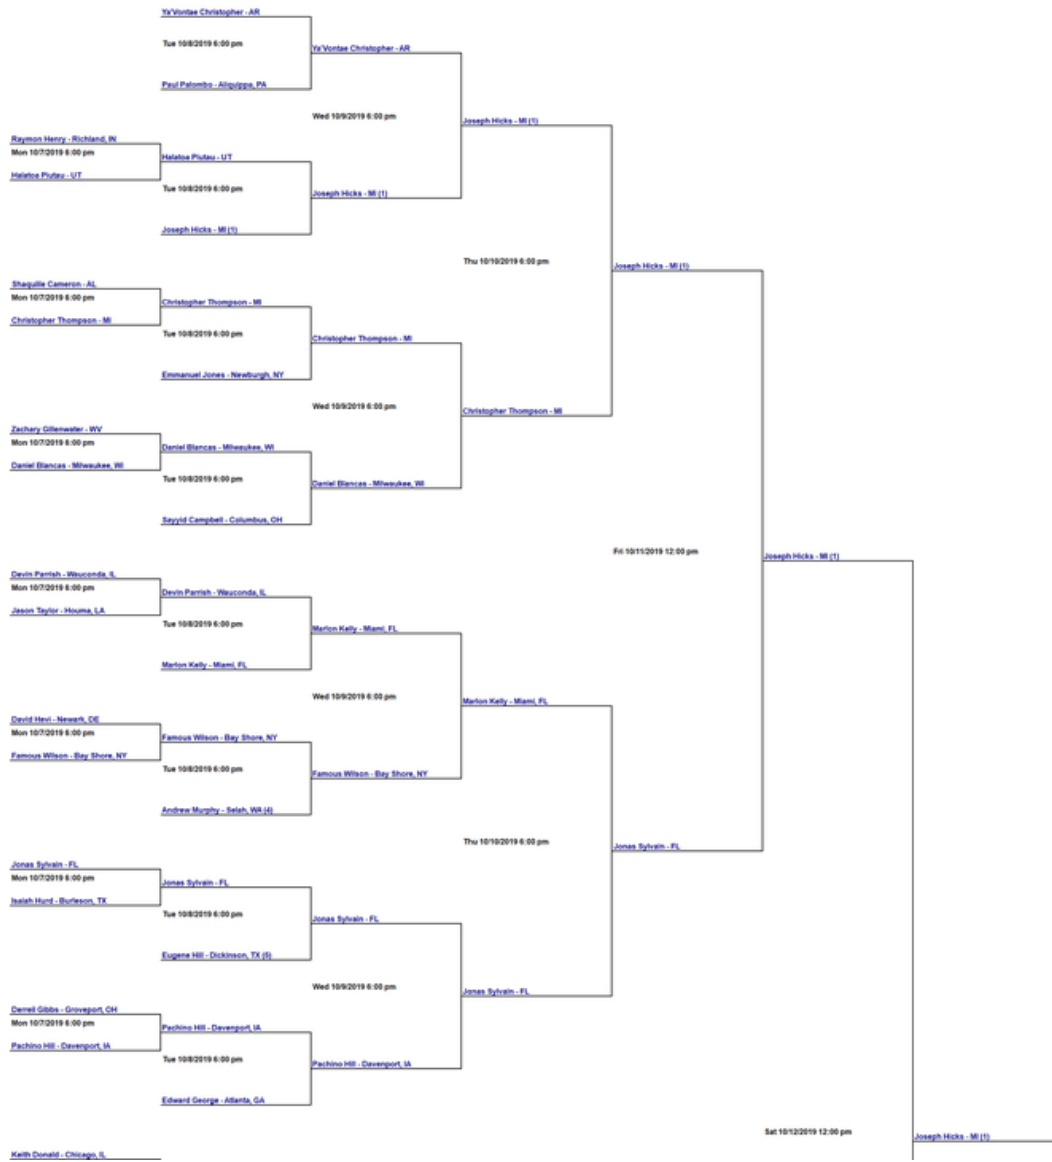 Ya'Vontae Christopher - AR
Tue 10/8/2019 6:00 pm
Ya'Vontae Christopher - AR
Paul Palombo - Aliquippa, PA
Wed 10/9/2019 6:00 pm
Joseph Hicks - MI (1)
Raymon Henry - Richland, IN
Mon 10/7/2019 6:00 pm
Halatoa Piutau - UT
Halatoa Piutau - UT
Tue 10/8/2019 6:00 pm
Joseph Hicks - MI (1)
Joseph Hicks - MI (1)
Thu 10/10/2019 6:00 pm
Joseph Hicks - MI (1)
Shaquille Cameron - AL
Mon 10/7/2019 6:00 pm
Christopher Thompson - MI
Christopher Thompson - MI
Tue 10/8/2019 6:00 pm
Christopher Thompson - MI
Emmanuel Jones - Newburgh, NY
Wed 10/9/2019 6:00 pm
Christopher Thompson - MI
Zachary Gillenwater - WV
Mon 10/7/2019 6:00 pm
Daniel Blancas - Milwaukee, WI
Daniel Blancas - Milwaukee, WI
Tue 10/8/2019 6:00 pm
Daniel Blancas - Milwaukee, WI
Sayyid Campbell - Columbus, OH
Fri 10/11/2019 12:00 pm
Joseph Hicks - MI (1)
Devin Parrish - Wauconda, IL
Mon 10/7/2019 6:00 pm
Devin Parrish - Wauconda, IL
Jason Taylor - Houma, LA
Tue 10/8/2019 6:00 pm
Marlon Kelly - Miami, FL
Marlon Kelly - Miami, FL
Wed 10/9/2019 6:00 pm
Marlon Kelly - Miami, FL
David Hevi - Newark, DE
Mon 10/7/2019 6:00 pm
Famous Wilson - Bay Shore, NY
Famous Wilson - Bay Shore, NY
Tue 10/8/2019 6:00 pm
Famous Wilson - Bay Shore, NY
Andrew Murphy - Selah, WA (4)
Thu 10/10/2019 6:00 pm
Jonas Sylvain - FL
Jonas Sylvain - FL
Mon 10/7/2019 6:00 pm
Jonas Sylvain - FL
Isaiah Hurd - Burleson, TX
Tue 10/8/2019 6:00 pm
Jonas Sylvain - FL
Eugene Hill - Dickinson, TX (5)
Wed 10/9/2019 6:00 pm
Jonas Sylvain - FL
Derrell Gibbs - Groveport, OH
Mon 10/7/2019 6:00 pm
Pachino Hill - Davenport, IA
Pachino Hill - Davenport, IA
Tue 10/8/2019 6:00 pm
Pachino Hill - Davenport, IA
Edward George - Atlanta, GA
Sat 10/12/2019 12:00 pm
Joseph Hicks - MI (1)
Keith Donald - Chicago, IL